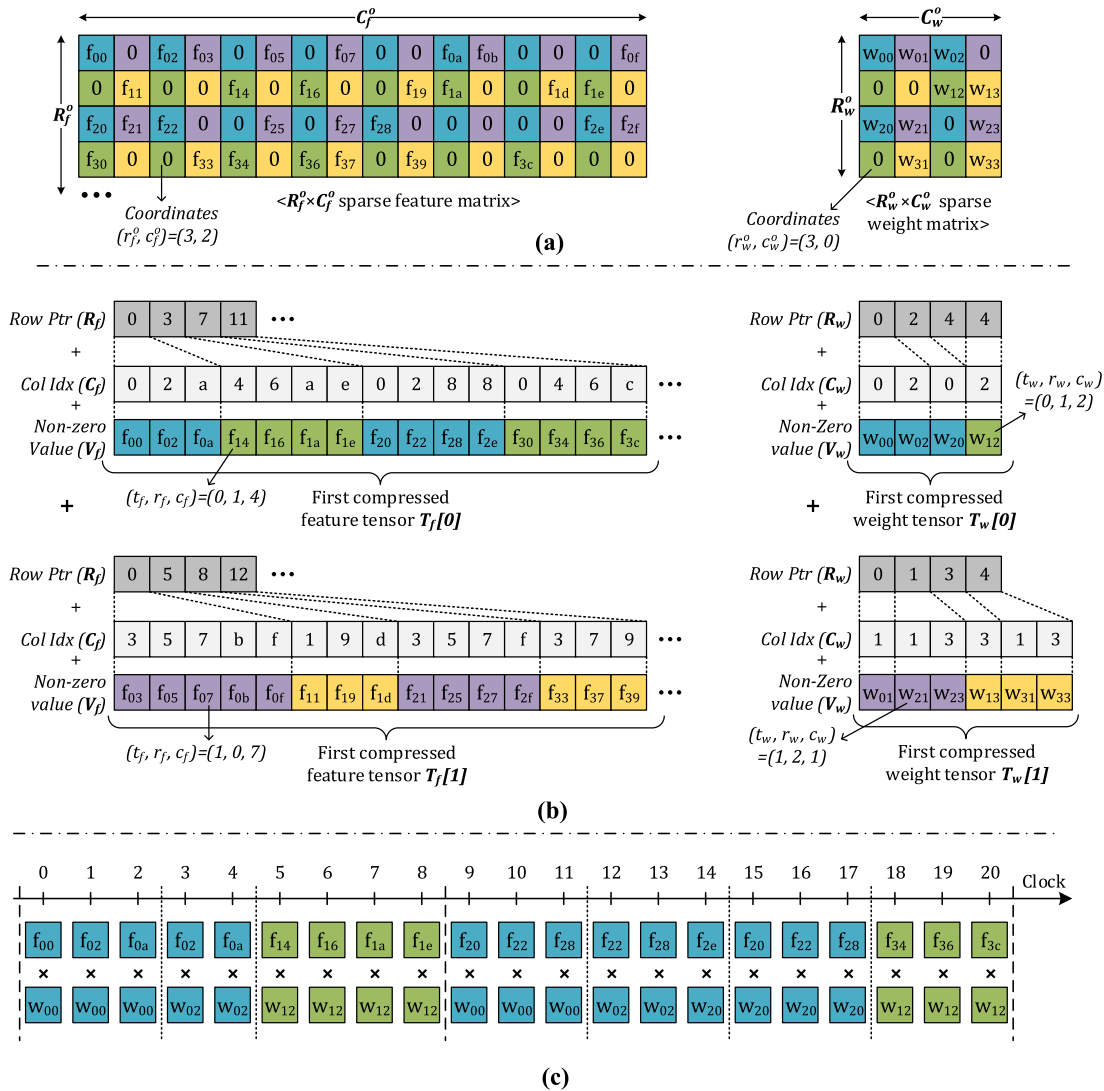 C_f^o
C_w^o
R_f^o
f00 0 f02 f03 0 f05 0 f07 0 0 f0a f0b 0 0 0 f0f
0 f11 0 0 f14 0 f16 0 0 f19 f1a 0 0 f1d f1e 0
f20 f21 f22 0 0 f25 0 f27 f28 0 0 0 0 0 f2e f2f
f30 0 0 f33 f34 0 f36 f37 0 f39 0 0 f3c 0 0 0
R_w^o
w00 w01 w02 0
0 0 w12 w13
w20 w21 0 w23
0 w31 0 w33
•••
<R_f^o×C_f^o sparse feature matrix>
Coordinates
(r_f^o, c_f^o)=(3, 2)
<R_w^o×C_w^o sparse
weight matrix>
Coordinates
(r_w^o, c_w^o)=(3, 0)
(a)
Row Ptr (R_f) 0 3 7 11 •••
+
Col Idx (C_f) 0 2 a 4 6 a e 0 2 8 8 0 4 6 c •••
+
Non-zero
Value (V_f) f00 f02 f0a f14 f16 f1a f1e f20 f22 f28 f2e f30 f34 f36 f3c •••
(t_f, r_f, c_f)=(0, 1, 4)
First compressed
feature tensor T_f[0]
Row Ptr (R_w) 0 2 4 4
+
Col Idx (C_w) 0 2 0 2
+
Non-Zero
value (V_w) w00 w02 w20 w12
(t_w, r_w, c_w)
=(0, 1, 2)
First compressed
weight tensor T_w[0]
+
+
Row Ptr (R_f) 0 5 8 12 •••
+
Col Idx (C_f) 3 5 7 b f 1 9 d 3 5 7 f 3 7 9 •••
+
Non-zero
value (V_f) f03 f05 f07 f0b f0f f11 f19 f1d f21 f25 f27 f2f f33 f37 f39 •••
(t_f, r_f, c_f)=(1, 0, 7)
First compressed
feature tensor T_f[1]
Row Ptr (R_w) 0 1 3 4
+
Col Idx (C_w) 1 1 3 3 1 3
+
Non-Zero
value (V_w) w01 w21 w23 w13 w31 w33
(t_w, r_w, c_w)
=(1, 2, 1)
First compressed
weight tensor T_w[1]
(b)
0 1 2 3 4 5 6 7 8 9 10 11 12 13 14 15 16 17 18 19 20 Clock
f00 f02 f0a f02 f0a f14 f16 f1a f1e f20 f22 f28 f22 f28 f2e f20 f22 f28 f34 f36 f3c
× × × × × × × × × × × × × × × × × × × × ×
w00 w00 w00 w02 w02 w12 w12 w12 w12 w00 w00 w00 w02 w02 w02 w20 w20 w20 w12 w12 w12
(c)